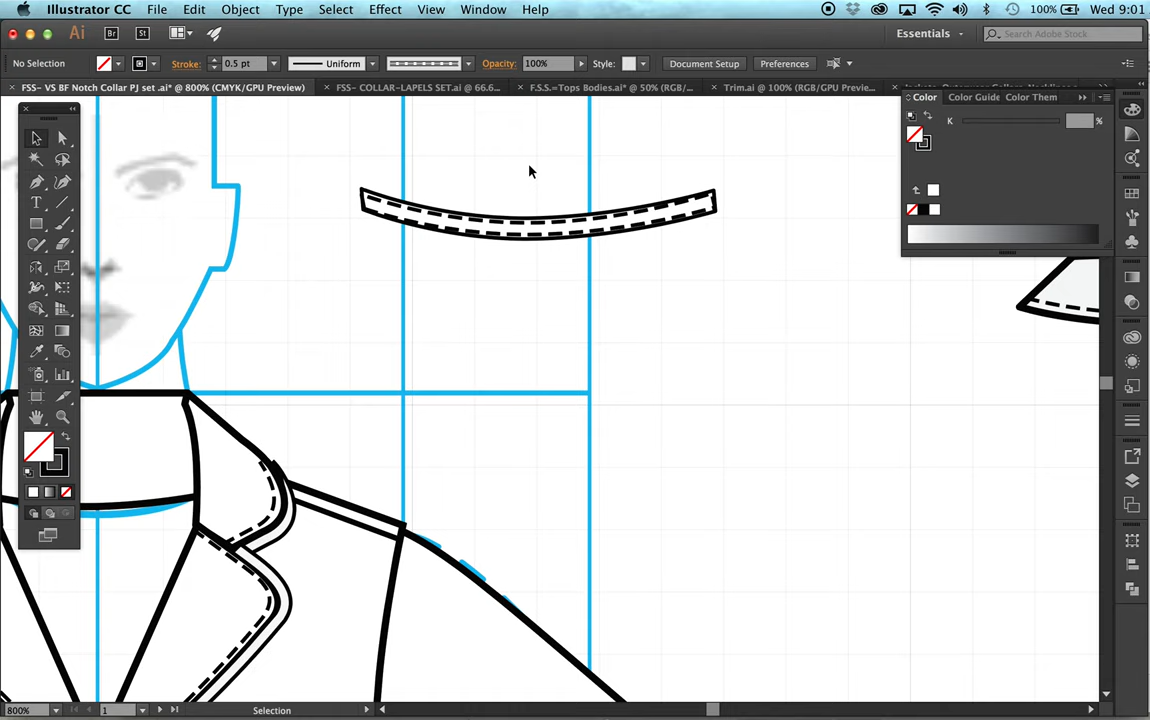 Illustrator CC File Edit Object Type Select Effect View Window Help 100% Wed 9:01
Ai Br St Essentials Search Adobe Stock
No Selection Stroke: 0.5 pt Uniform Opacity: 100% Style: Document Setup Preferences
FSS- VS BF Notch Collar PJ set .ai* @ 800% (CMYK/GPU Preview) FSS- COLLAR-LAPELS SET.ai @ 66.6... F.S.S.=Tops Bodies.ai* @ 50% (RGB/... Trim.ai @ 100% (RGB/GPU Previe...
Color Color Guide Color Them
K %
800% 1 Selection